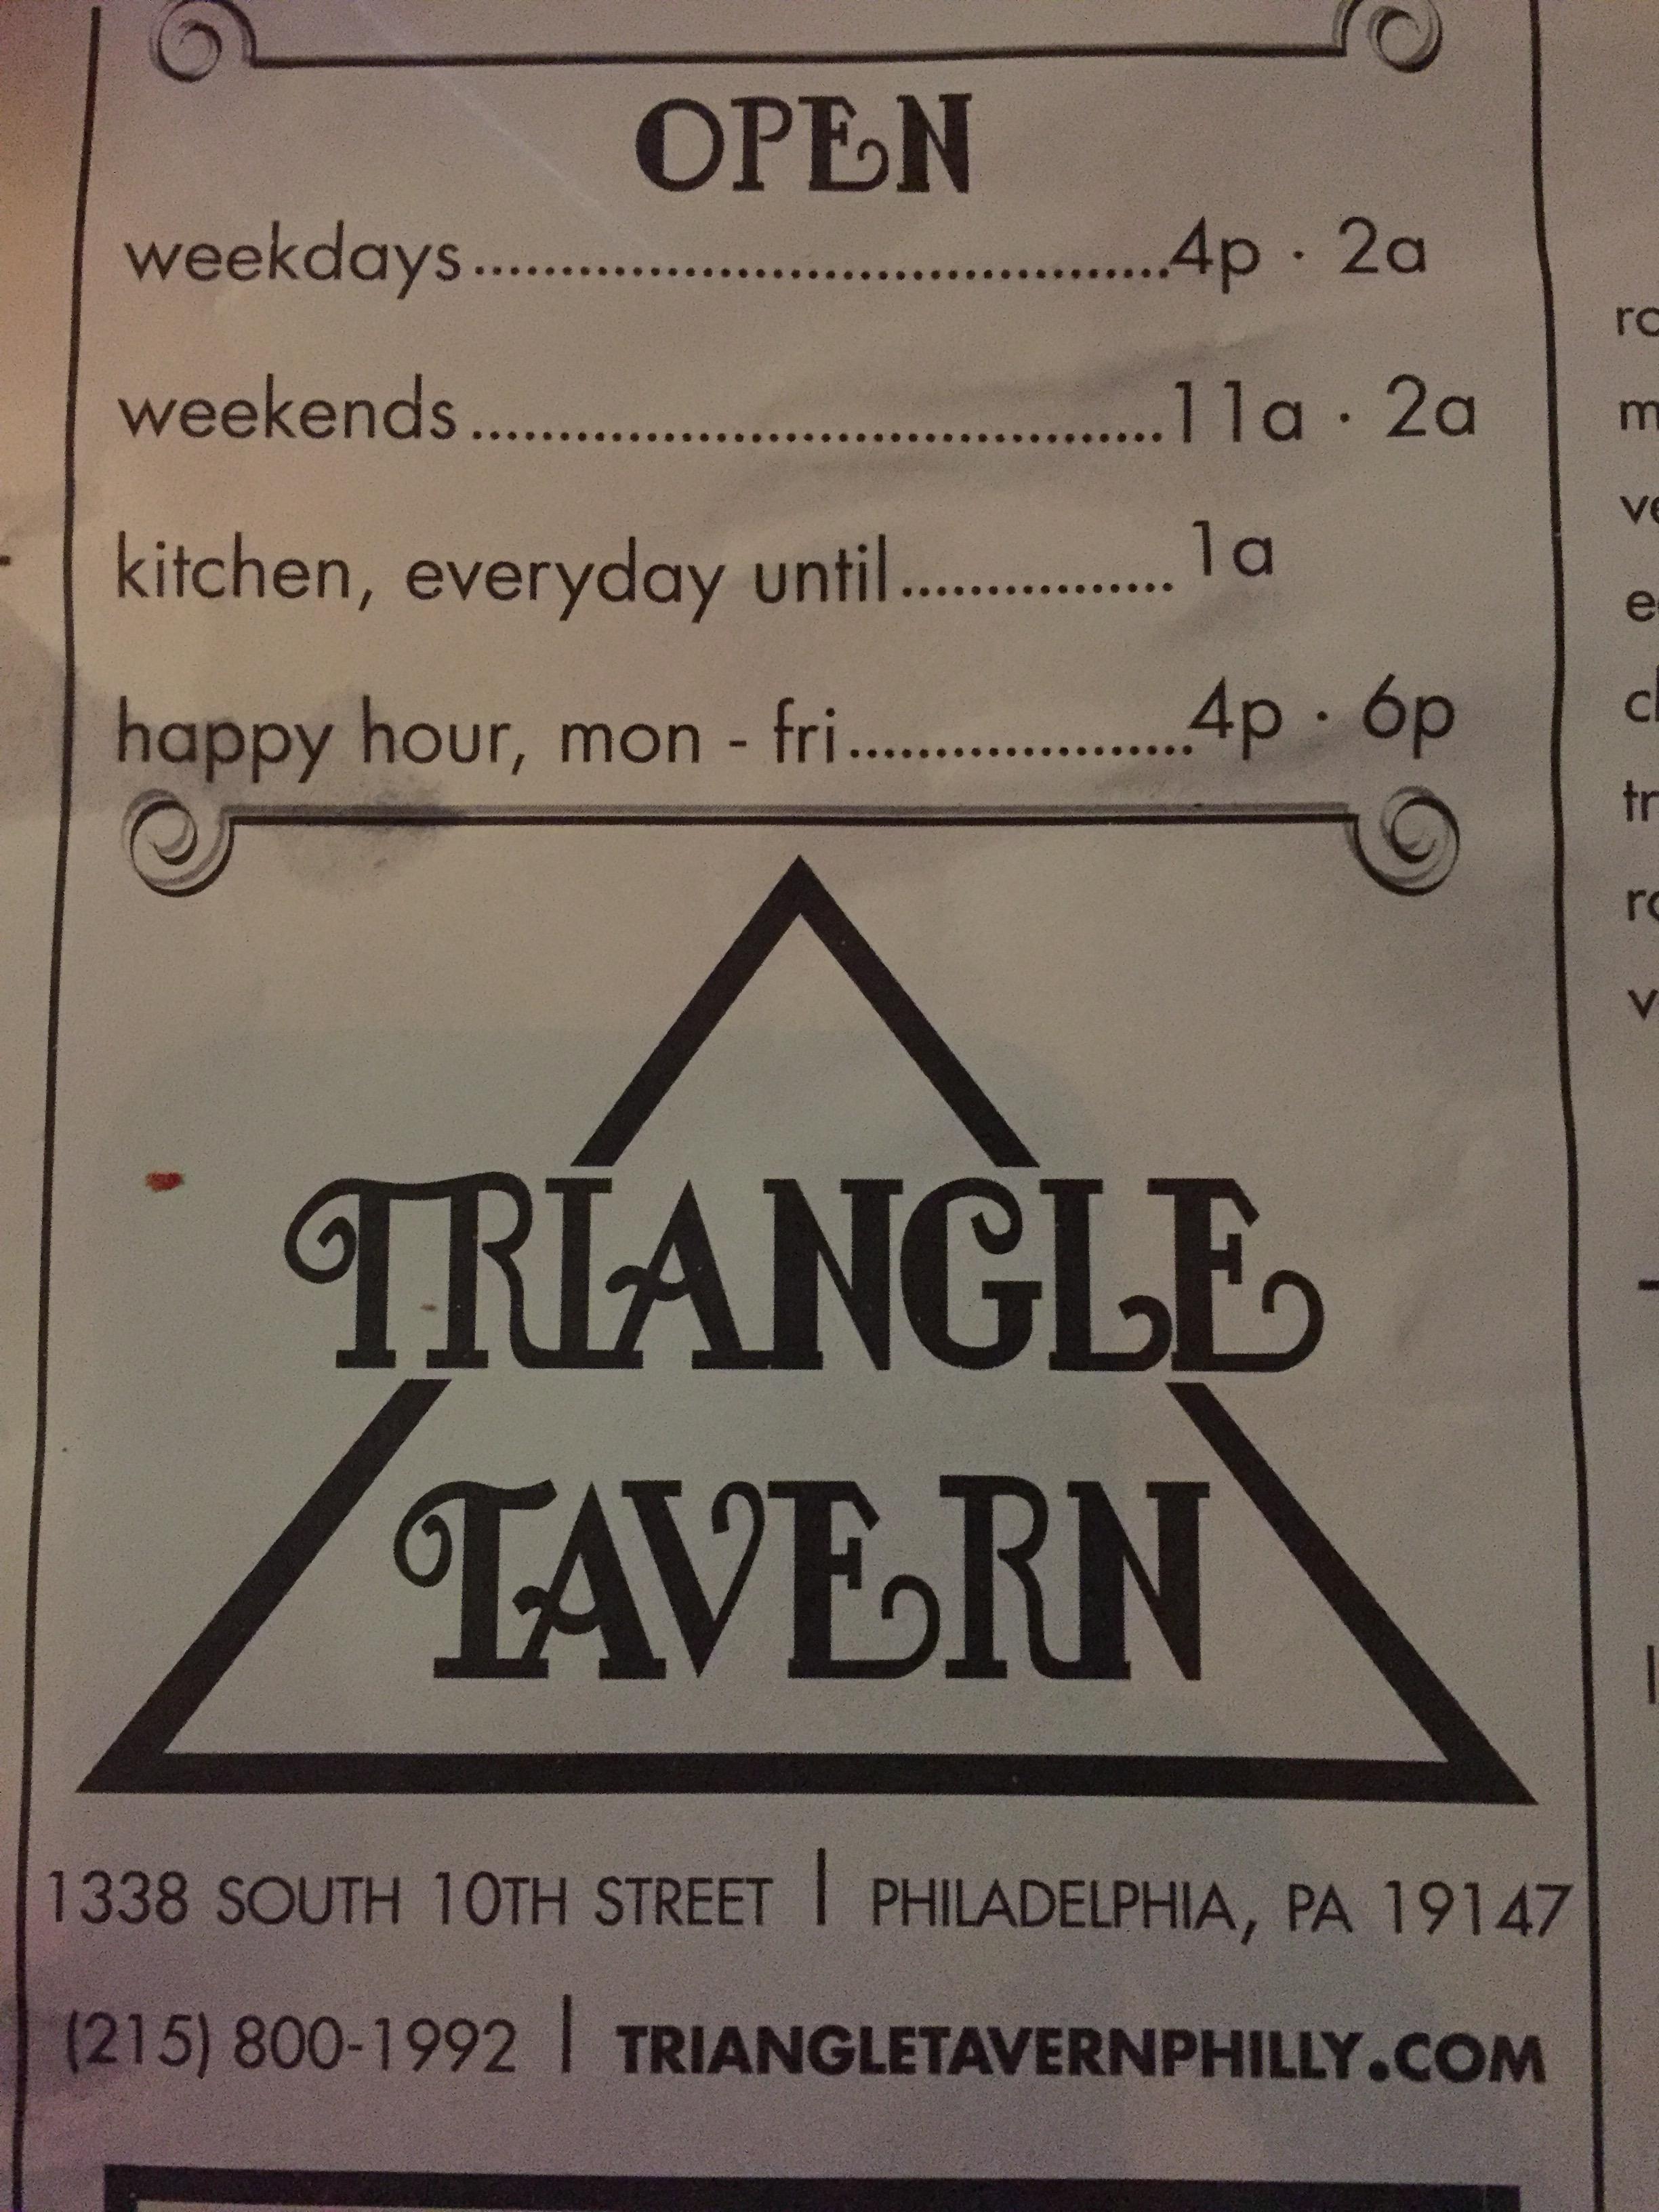 OPEN
weekdays......................................4p · 2a
weekends......................................11a · 2a
kitchen, everyday until...............1a
happy hour, mon - fri...................4p · 6p
TRIANGLE
TAVERN
1338 SOUTH 10TH STREET | PHILADELPHIA, PA 19147
(215) 800-1992 | TRIANGLETAVERNPHILLY.COM